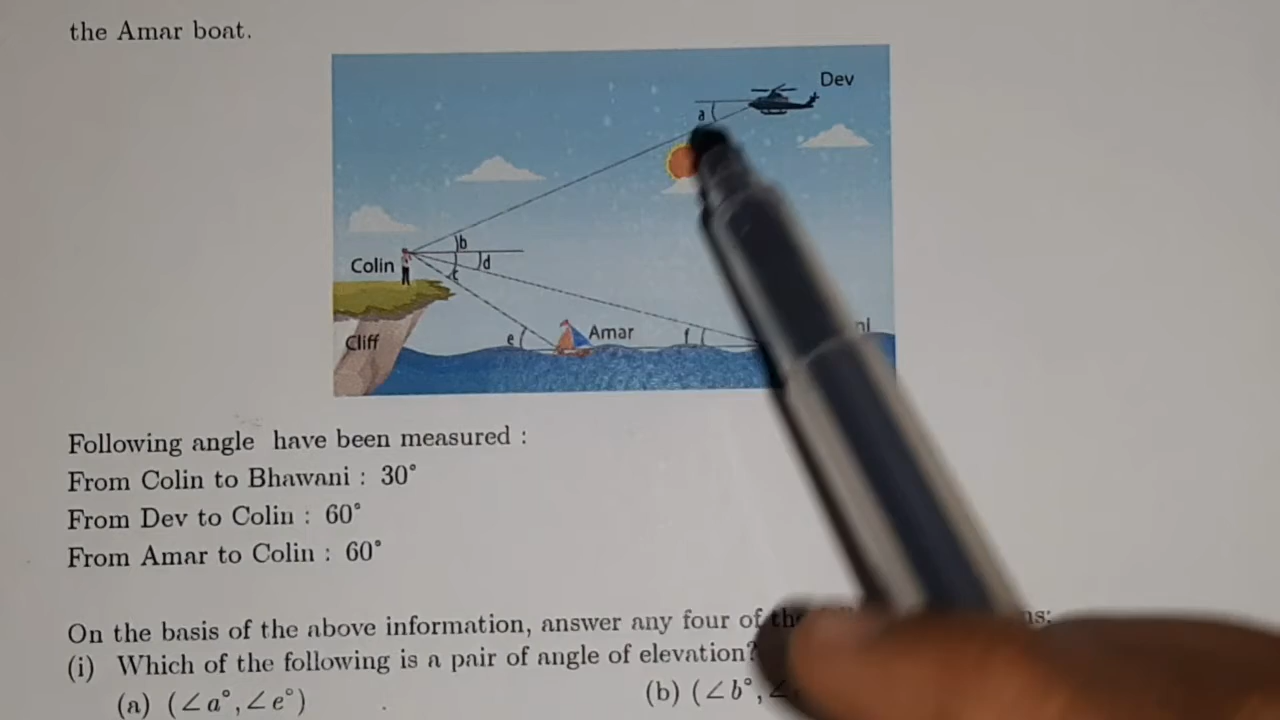 the Amar boat.
Dev
a
b
Colin
d
c
e
Amar
f
Cliff
Following angle have been measured :
From Colin to Bhawani : 30°
From Dev to Colin : 60°
From Amar to Colin : 60°
On the basis of the above information, answer any four of
(i) Which of the following is a pair of angle of elevation?
(a) (∠a°, ∠e°)
(b) (∠b°,